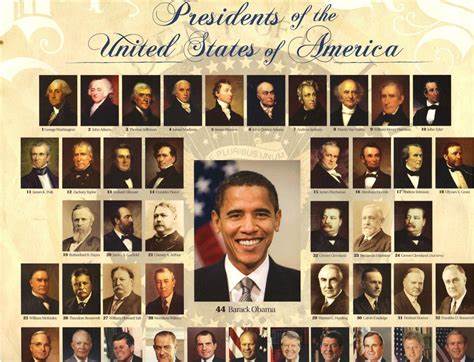 Presidents of the
United States of America
PLURIBUS UNUM
1 George Washington
2 John Adams
3 Thomas Jefferson
4 James Madison
5 James Monroe
6 John Quincy Adams
7 Andrew Jackson
8 Martin Van Buren
9 William Henry Harrison
10 John Tyler
11 James K. Polk
12 Zachary Taylor
13 Millard Fillmore
14 Franklin Pierce
15 James Buchanan
16 Abraham Lincoln
17 Andrew Johnson
18 Ulysses S. Grant
19 Rutherford B. Hayes
20 James Garfield
21 Chester A. Arthur
22 Grover Cleveland
23 Benjamin Harrison
24 Grover Cleveland
44 Barack Obama
25 William McKinley
26 Theodore Roosevelt
27 William Howard Taft
28 Woodrow Wilson
29 Warren G. Harding
30 Calvin Coolidge
31 Herbert Hoover
32 Franklin D. Roosevelt